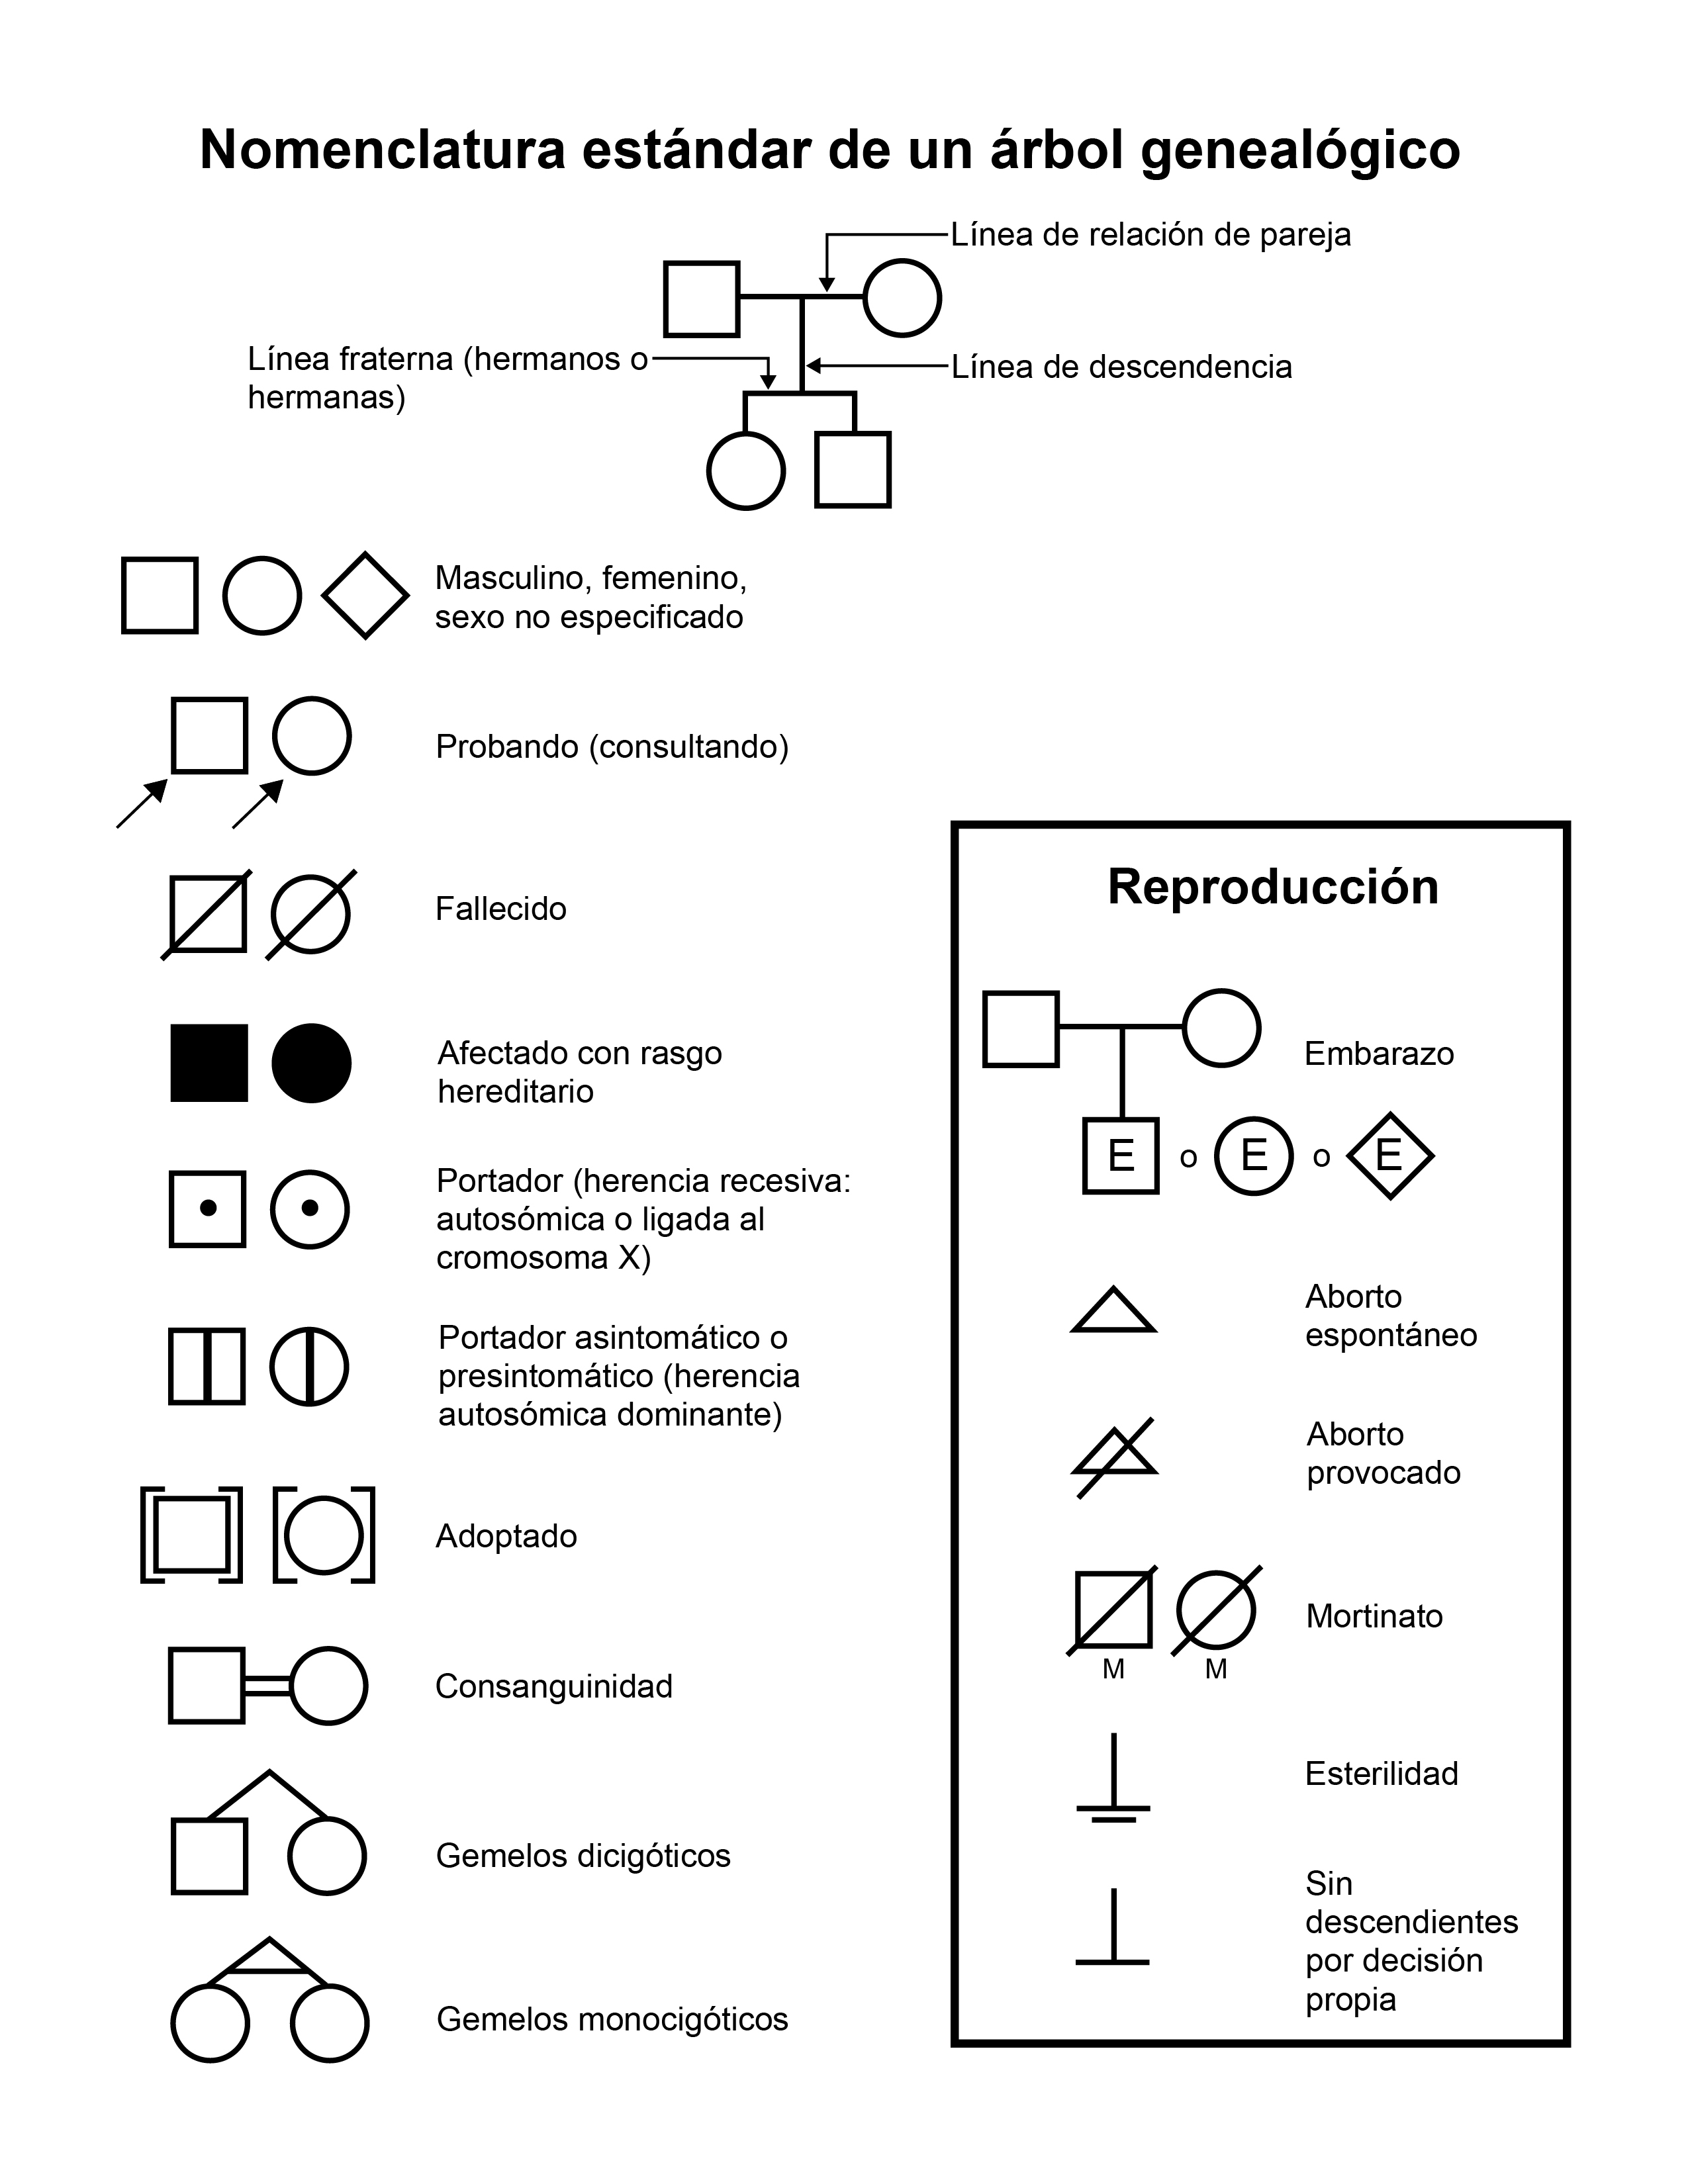 Nomenclatura estándar de un árbol genealógico
Línea de relación de pareja
Línea fraterna (hermanos o
hermanas)
Línea de descendencia
Masculino, femenino,
sexo no especificado
Probando (consultando)
Fallecido
Afectado con rasgo
hereditario
Portador (herencia recesiva:
autosómica o ligada al
cromosoma X)
Portador asintomático o
presintomático (herencia
autosómica dominante)
Adoptado
Consanguinidad
Gemelos dicigóticos
Gemelos monocigóticos
Reproducción
Embarazo
E o E o E
Aborto
espontáneo
Aborto
provocado
Mortinato
M M
Esterilidad
Sin
descendientes
por decisión
propia